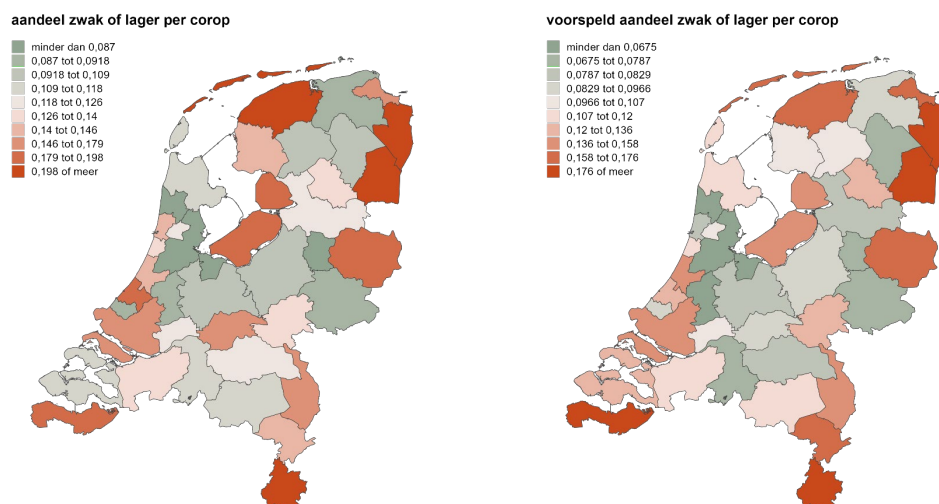 aandeel zwak of lager per corop
minder dan 0,087
0,087 tot 0,0918
0,0918 tot 0,109
0,109 tot 0,118
0,118 tot 0,126
0,126 tot 0,14
0,14 tot 0,146
0,146 tot 0,179
0,179 tot 0,198
0,198 of meer
voorspeld aandeel zwak of lager per corop
minder dan 0,0675
0,0675 tot 0,0787
0,0787 tot 0,0829
0,0829 tot 0,0966
0,0966 tot 0,107
0,107 tot 0,12
0,12 tot 0,136
0,136 tot 0,158
0,158 tot 0,176
0,176 of meer